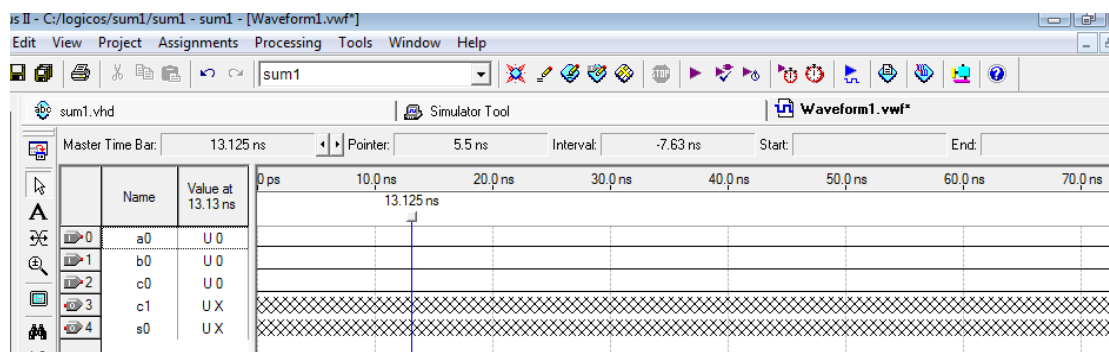 us II - C:/logicos/sum1/sum1 - sum1 - [Waveform1.vwf*]
Edit View Project Assignments Processing Tools Window Help
sum1
STOP
abc sum1.vhd Simulator Tool Waveform1.vwf*
Master Time Bar: 13.125 ns Pointer: 5.5 ns Interval: -7.63 ns Start: End:
Name Value at 13.13 ns
0 ps 10.0 ns 20.0 ns 30.0 ns 40.0 ns 50.0 ns 60.0 ns 70.0 ns
13.125 ns
A
0 a0 U 0
1 b0 U 0
2 c0 U 0
3 c1 U X
4 s0 U X